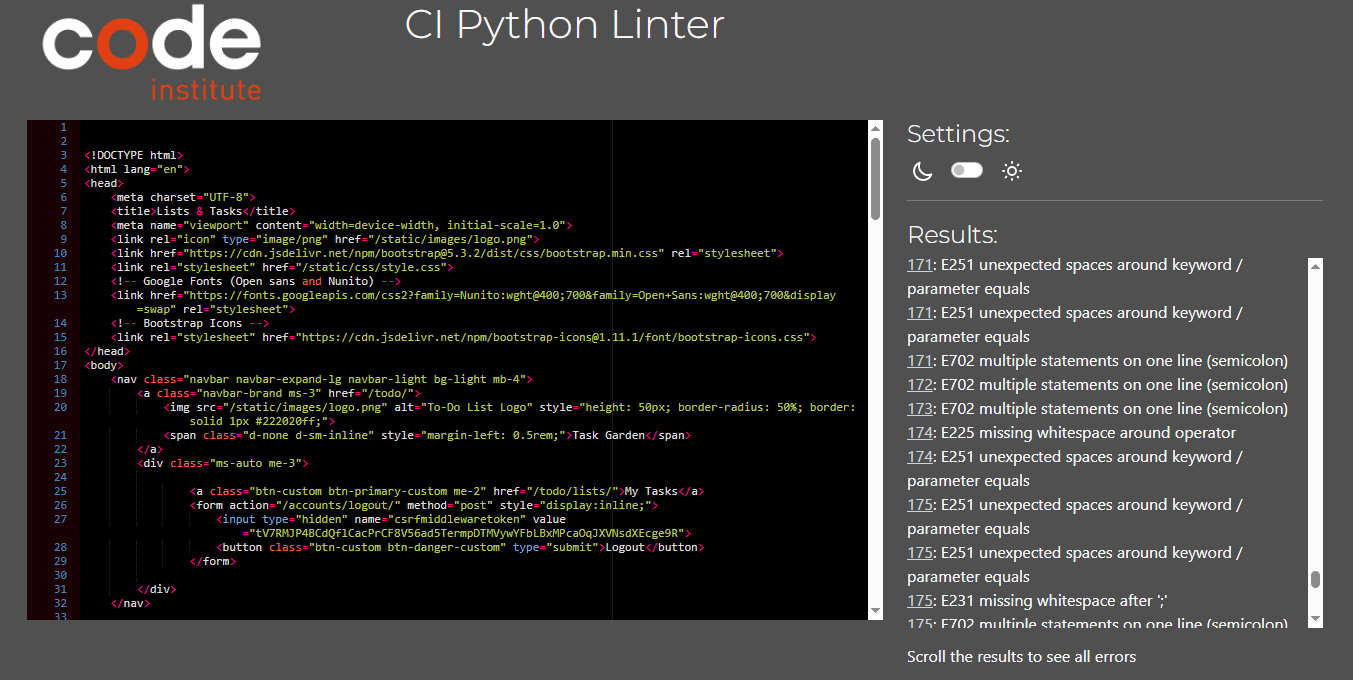 code
institute
CI Python Linter
1
2
3 <!DOCTYPE html>
4 <html lang="en">
5 <head>
6 <meta charset="UTF-8">
7 <title>Lists & Tasks</title>
8 <meta name="viewport" content="width=device-width, initial-scale=1.0">
9 <link rel="icon" type="image/png" href="/static/images/logo.png">
10 <link href="https://cdn.jsdelivr.net/npm/bootstrap@5.3.2/dist/css/bootstrap.min.css" rel="stylesheet">
11 <link rel="stylesheet" href="/static/css/style.css">
12 <!-- Google Fonts (Open sans and Nunito) -->
13 <link href="https://fonts.googleapis.com/css2?family=Nunito:wght@400;700&family=Open+Sans:wght@400;700&display
=swap" rel="stylesheet">
14 <!-- Bootstrap Icons -->
15 <link rel="stylesheet" href="https://cdn.jsdelivr.net/npm/bootstrap-icons@1.11.1/font/bootstrap-icons.css">
16 </head>
17 <body>
18 <nav class="navbar navbar-expand-lg navbar-light bg-light mb-4">
19 <a class="navbar-brand ms-3" href="/todo/">
20 <img src="/static/images/logo.png" alt="To-Do List Logo" style="height: 50px; border-radius: 50%; border:
solid 1px #222020ff;">
21 <span class="d-none d-sm-inline" style="margin-left: 0.5rem;">Task Garden</span>
22 </a>
23 <div class="ms-auto me-3">
24
25 <a class="btn-custom btn-primary-custom me-2" href="/todo/lists/">My Tasks</a>
26 <form action="/accounts/logout/" method="post" style="display:inline;">
27 <input type="hidden" name="csrfmiddlewaretoken" value
="tV7RMJP4BCdQflCacPrCF8V56ad5TermpDTMVywYFbLBxMPcaOqJXVNsdXEcge9R">
28 <button class="btn-custom btn-danger-custom" type="submit">Logout</button>
29 </form>
30
31 </div>
32 </nav>
33
Settings:
Results:
171: E251 unexpected spaces around keyword /
parameter equals
171: E251 unexpected spaces around keyword /
parameter equals
171: E702 multiple statements on one line (semicolon)
172: E702 multiple statements on one line (semicolon)
173: E702 multiple statements on one line (semicolon)
174: E225 missing whitespace around operator
174: E251 unexpected spaces around keyword /
parameter equals
175: E251 unexpected spaces around keyword /
parameter equals
175: E251 unexpected spaces around keyword /
parameter equals
175: E231 missing whitespace after ';'
175: E702 multiple statements on one line (semicolon)
Scroll the results to see all errors